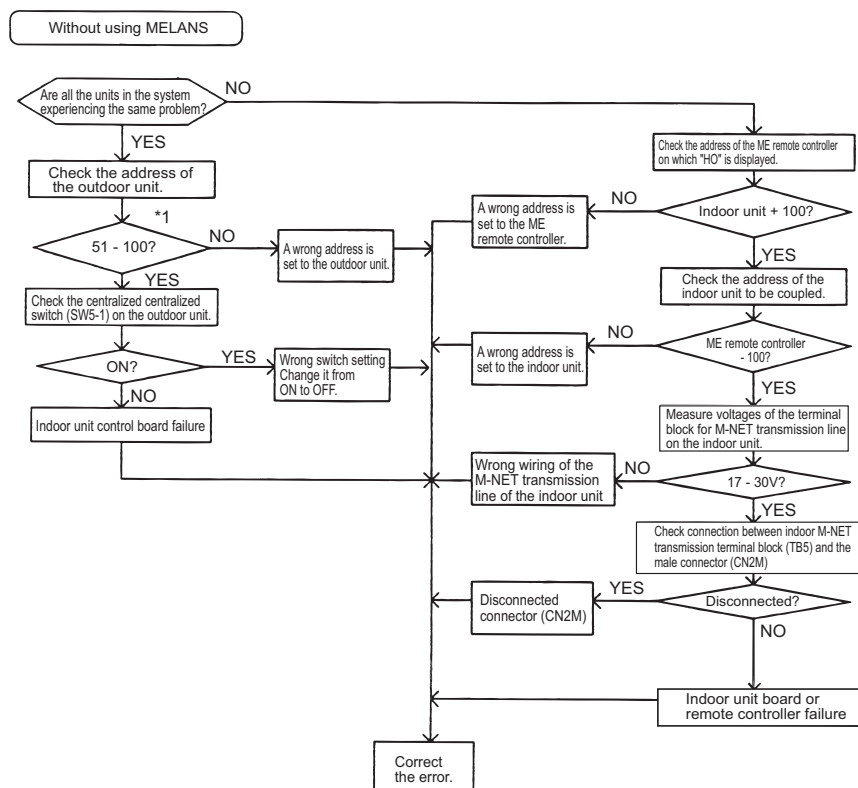 Without using MELANS
Are all the units in the system
experiencing the same problem?
NO
YES
Check the address of
the outdoor unit.
*1
51 - 100?
NO
A wrong address is
set to the outdoor unit.
YES
Check the centralized centralized
switch (SW5-1) on the outdoor unit.
ON?
YES
Wrong switch setting
Change it from
ON to OFF.
NO
Indoor unit control board failure
Check the address of the ME remote controller
on which "HO" is displayed.
Indoor unit + 100?
NO
A wrong address is
set to the ME
remote controller.
YES
Check the address of the
indoor unit to be coupled.
ME remote controller
- 100?
NO
A wrong address is
set to the indoor unit.
YES
Measure voltages of the terminal
block for M-NET transmission line
on the indoor unit.
17 - 30V?
NO
Wrong wiring of the
M-NET transmission
line of the indoor unit
YES
Check connection between indoor M-NET
transmission terminal block (TB5) and the
male connector (CN2M)
Disconnected?
YES
Disconnected
connector (CN2M)
NO
Indoor unit board or
remote controller failure
Correct
the error.